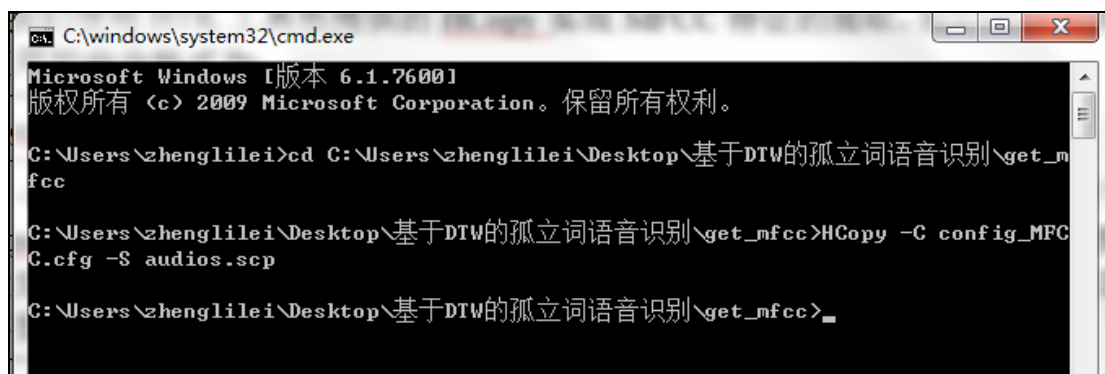 C:\windows\system32\cmd.exe
Microsoft Windows [版本 6.1.7600]
版权所有 (c) 2009 Microsoft Corporation。保留所有权利。
C:\Users\zhenglilei>cd C:\Users\zhenglilei\Desktop\基于DTW的孤立词语音识别\get_m
fcc
C:\Users\zhenglilei\Desktop\基于DTW的孤立词语音识别\get_mfcc>HCopy -C config_MFC
C.cfg -S audios.scp
C:\Users\zhenglilei\Desktop\基于DTW的孤立词语音识别\get_mfcc>_